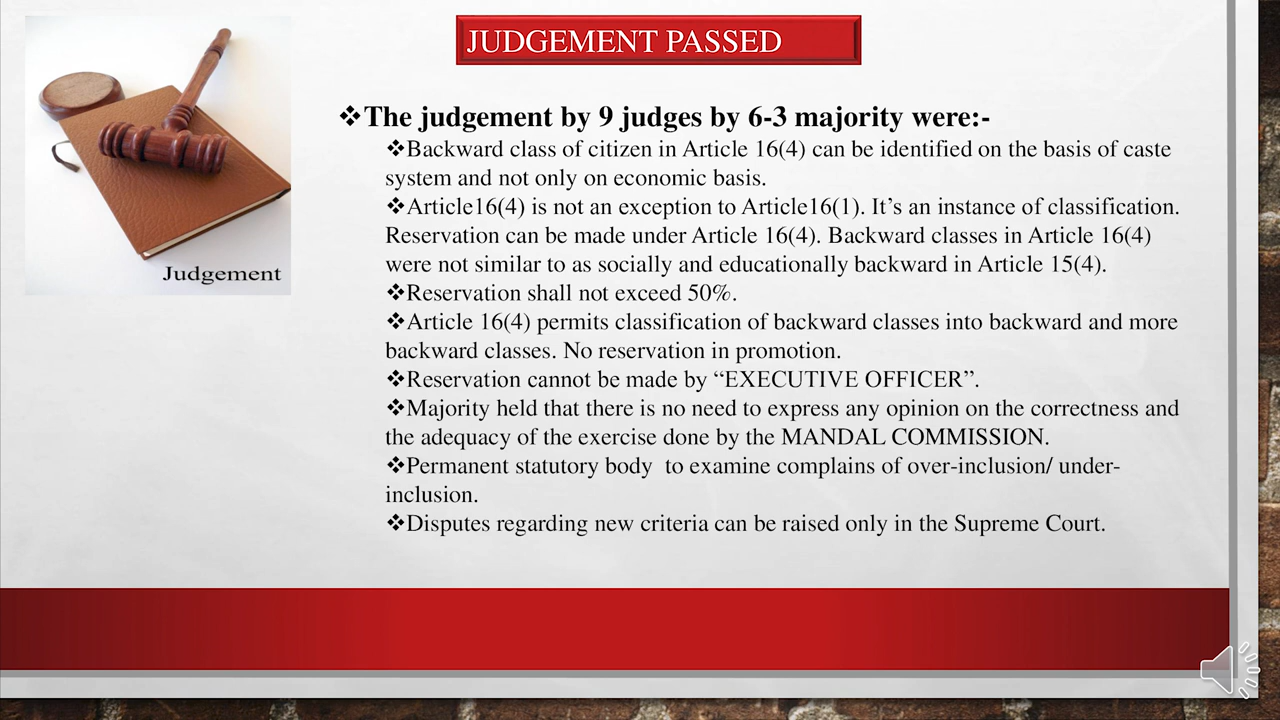 JUDGEMENT PASSED
Judgement
❖The judgement by 9 judges by 6-3 majority were:-
❖Backward class of citizen in Article 16(4) can be identified on the basis of caste
system and not only on economic basis.
❖Article16(4) is not an exception to Article16(1). It’s an instance of classification.
Reservation can be made under Article 16(4). Backward classes in Article 16(4)
were not similar to as socially and educationally backward in Article 15(4).
❖Reservation shall not exceed 50%.
❖Article 16(4) permits classification of backward classes into backward and more
backward classes. No reservation in promotion.
❖Reservation cannot be made by “EXECUTIVE OFFICER”.
❖Majority held that there is no need to express any opinion on the correctness and
the adequacy of the exercise done by the MANDAL COMMISSION.
❖Permanent statutory body  to examine complains of over-inclusion/ under-
inclusion.
❖Disputes regarding new criteria can be raised only in the Supreme Court.